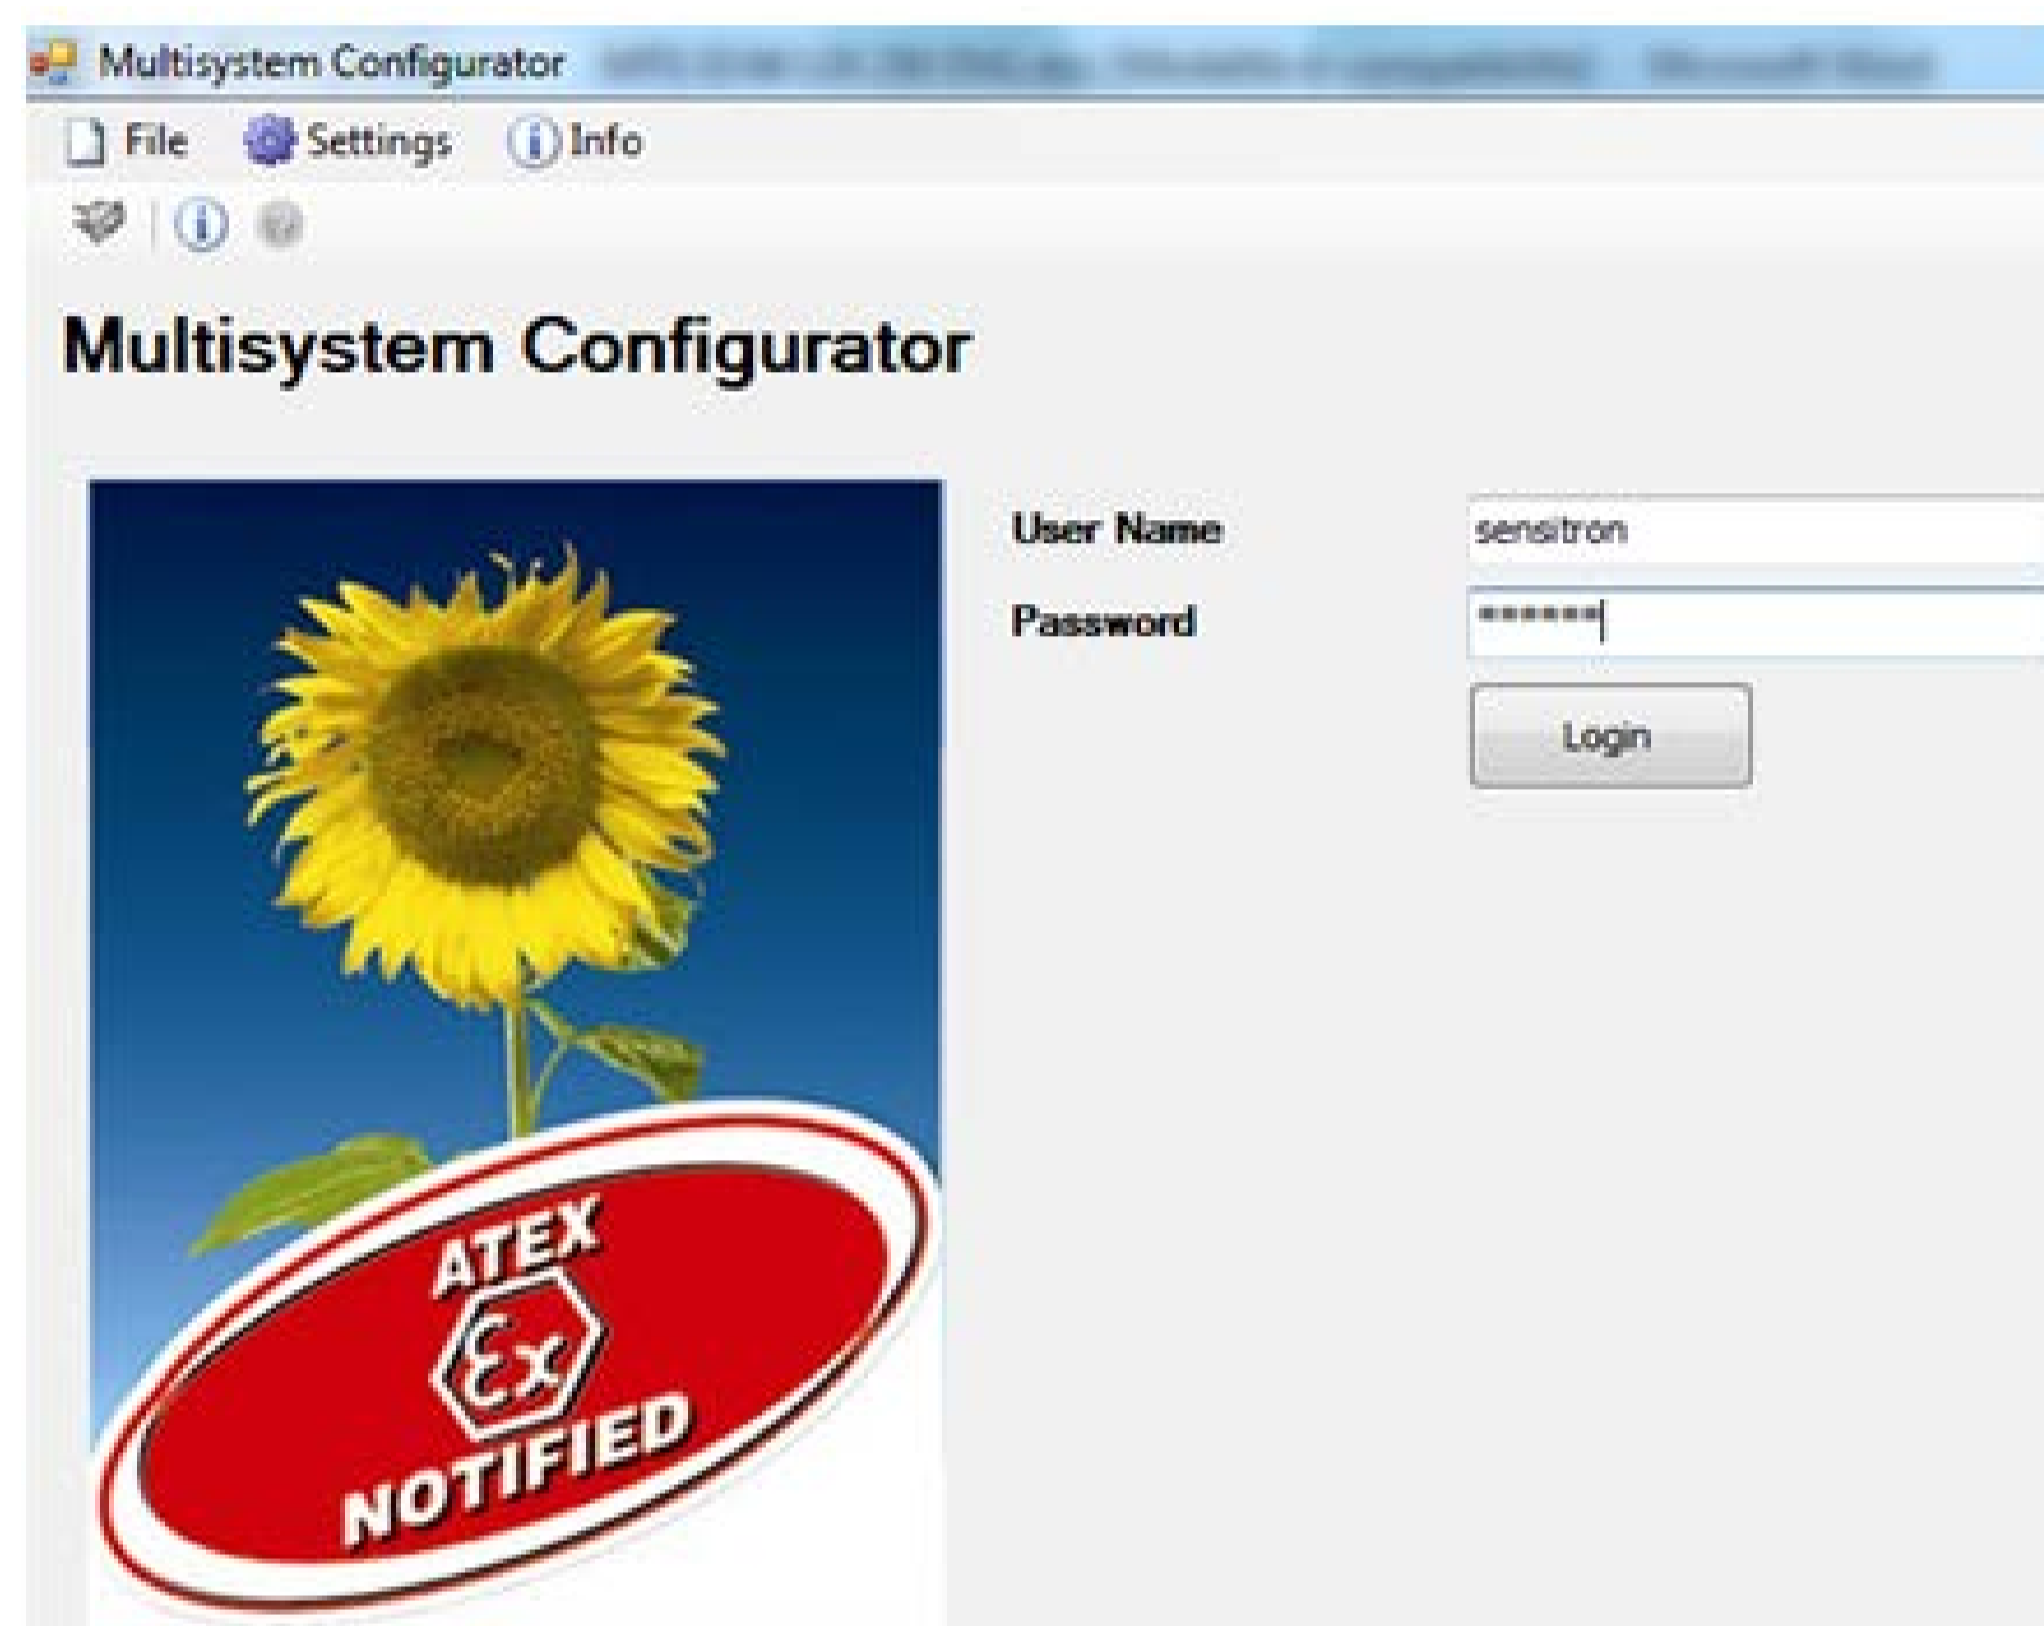 Multisystem Configurator
File Settings Info
Multisystem Configurator
User Name sensitron
Password ******
Login
ATEX
Ex
NOTIFIED